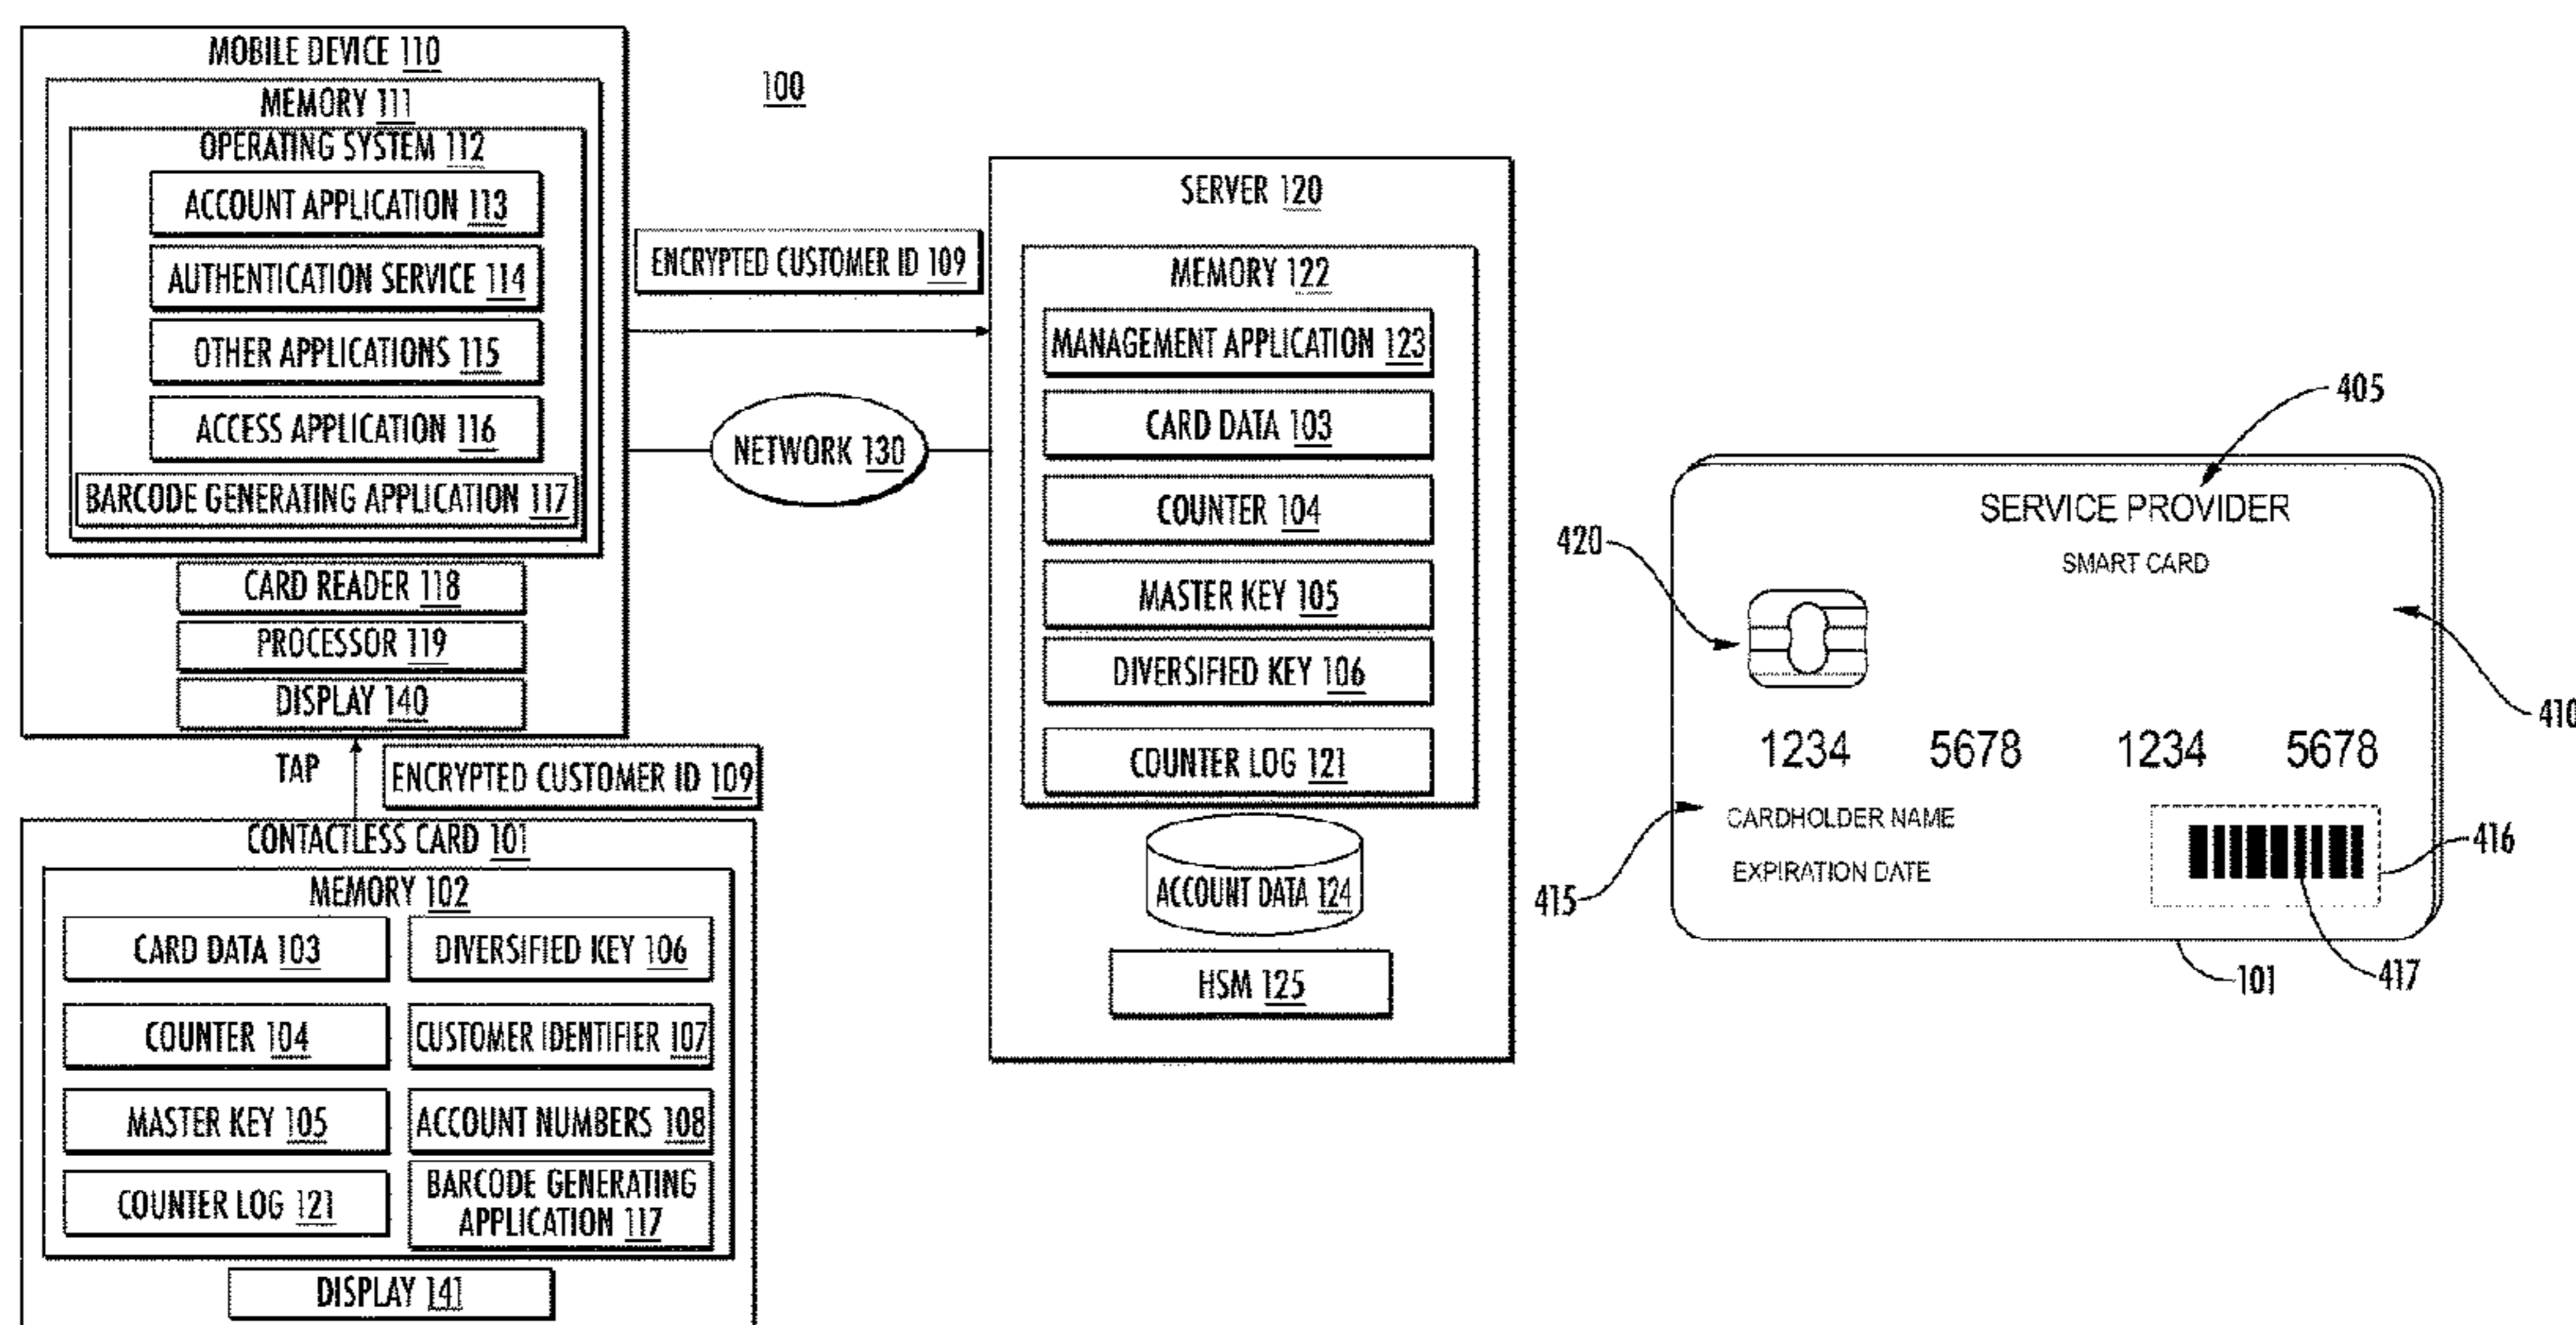 MOBILE DEVICE 110
MEMORY 111
OPERATING SYSTEM 112
ACCOUNT APPLICATION 113
AUTHENTICATION SERVICE 114
OTHER APPLICATIONS 115
ACCESS APPLICATION 116
BARCODE GENERATING APPLICATION 117
CARD READER 118
PROCESSOR 119
DISPLAY 140
TAP
ENCRYPTED CUSTOMER ID 109
CONTACTLESS CARD 101
MEMORY 102
CARD DATA 103
DIVERSIFIED KEY 106
COUNTER 104
CUSTOMER IDENTIFIER 107
MASTER KEY 105
ACCOUNT NUMBERS 108
COUNTER LOG 121
BARCODE GENERATING
APPLICATION 117
DISPLAY 141
100
ENCRYPTED CUSTOMER ID 109
NETWORK 130
SERVER 120
MEMORY 122
MANAGEMENT APPLICATION 123
CARD DATA 103
COUNTER 104
MASTER KEY 105
DIVERSIFIED KEY 106
COUNTER LOG 121
ACCOUNT DATA 124
HSM 125
405
SERVICE PROVIDER
SMART CARD
420
410
1234 5678 1234 5678
CARDHOLDER NAME
EXPIRATION DATE
415
416
417
101